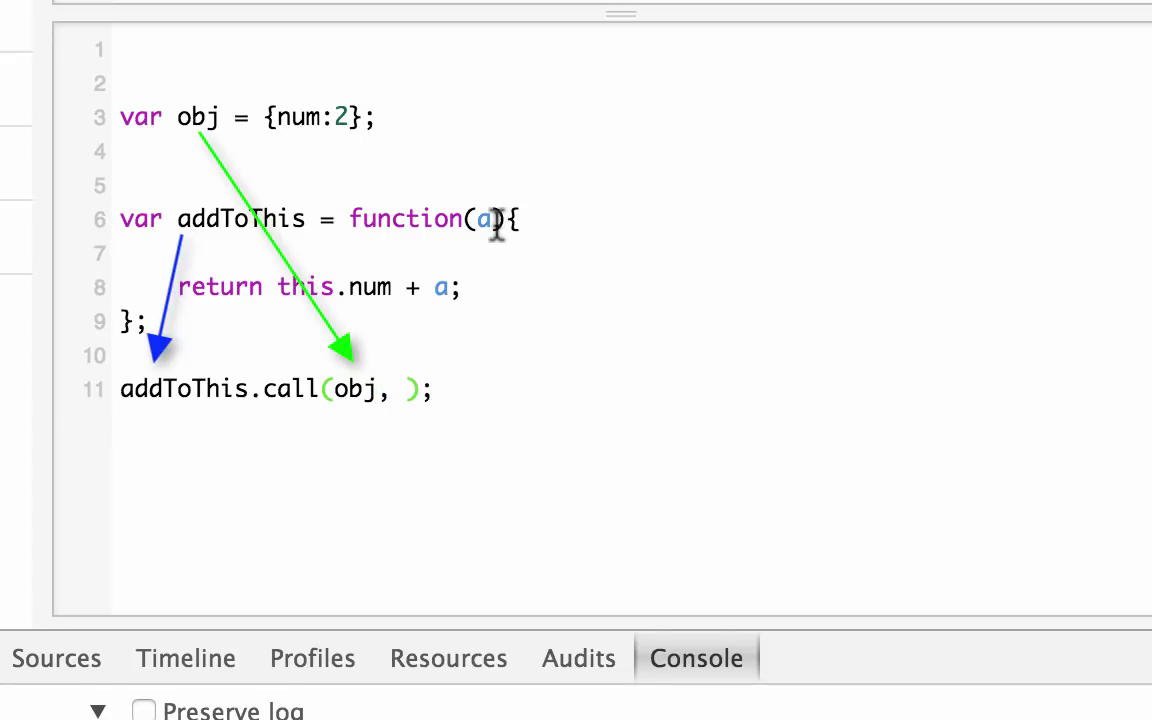 1
2
3 var obj = {num:2};
4
5
6 var addToThis = function(a){
7
8 return this.num + a;
9 };
10
11 addToThis.call(obj, );
Sources Timeline Profiles Resources Audits Console
▼ Preserve log